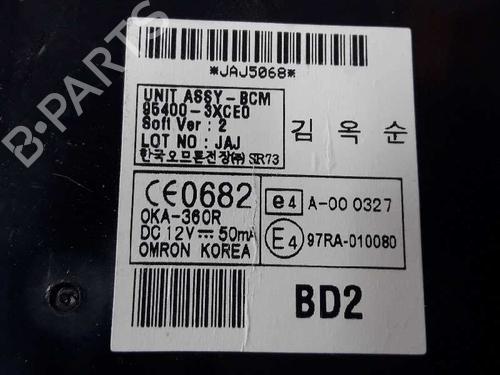 *JAJ5068*
UNIT ASSY-BCM
95400-3XCE0
Soft Ver : 2
LOT NO : JAJ
한국오므론전장㈜ SR73
김 옥 순
CE0682
OKA-360R
DC 12V⎓50mA
OMRON KOREA
e4 A-00 0327
E4 97RA-010080
BD2
B-PARTS